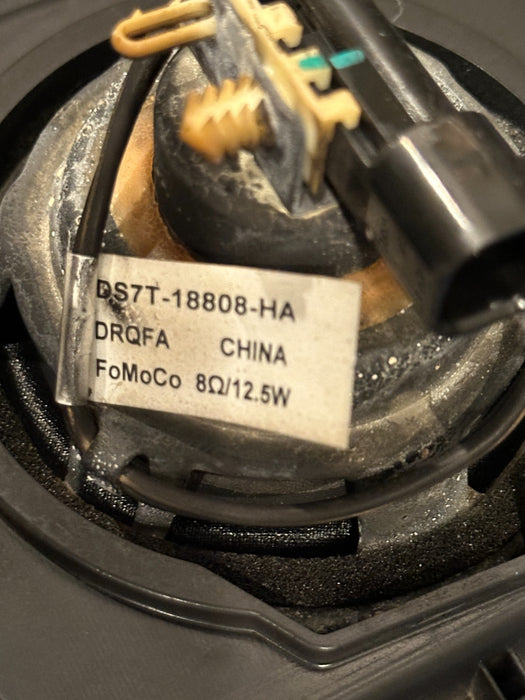 DS7T-18808-HA
DRQFA CHINA
FoMoCo 8Ω/12.5W